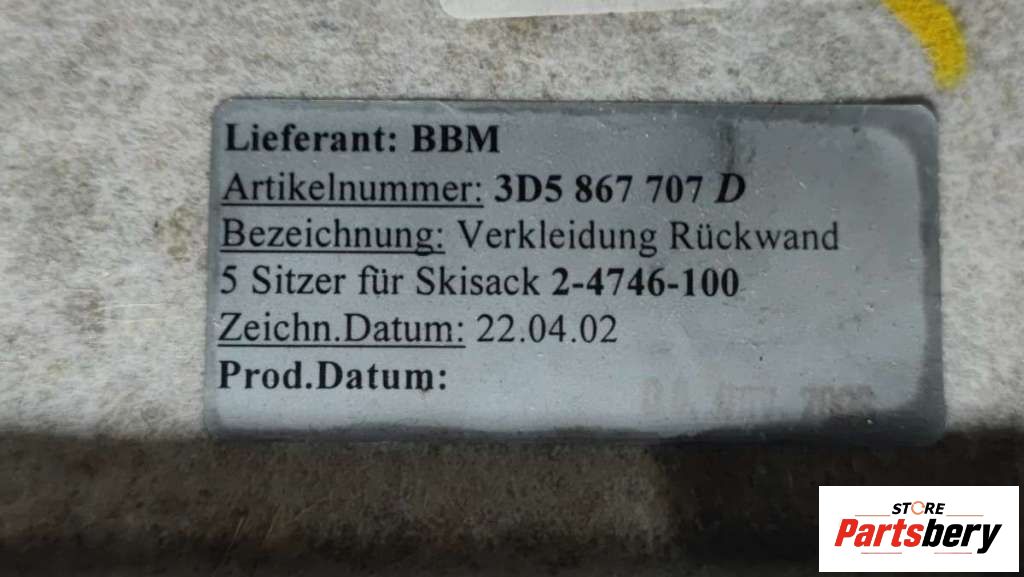 Lieferant: BBM
Artikelnummer: 3D5 867 707 D
Bezeichnung: Verkleidung Rückwand
5 Sitzer für Skisack 2-4746-100
Zeichn.Datum: 22.04.02
Prod.Datum:
STORE
Partsbery